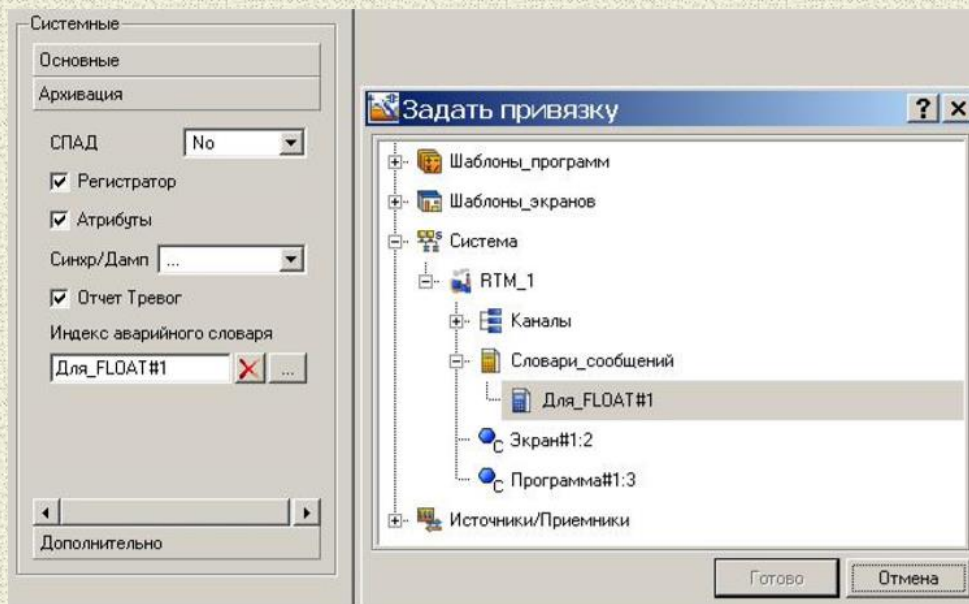 Системные
Основные
Архивация
СПАД No
Регистратор
Атрибуты
Синхр/Дамп ...
Отчет Тревог
Индекс аварийного словаря
Для_FLOAT#1 ...
Дополнительно
Задать привязку
Шаблоны_программ
Шаблоны_экранов
Система
RTM_1
Каналы
Словари_сообщений
Для_FLOAT#1
Экран#1:2
Программа#1:3
Источники/Приемники
Готово Отмена